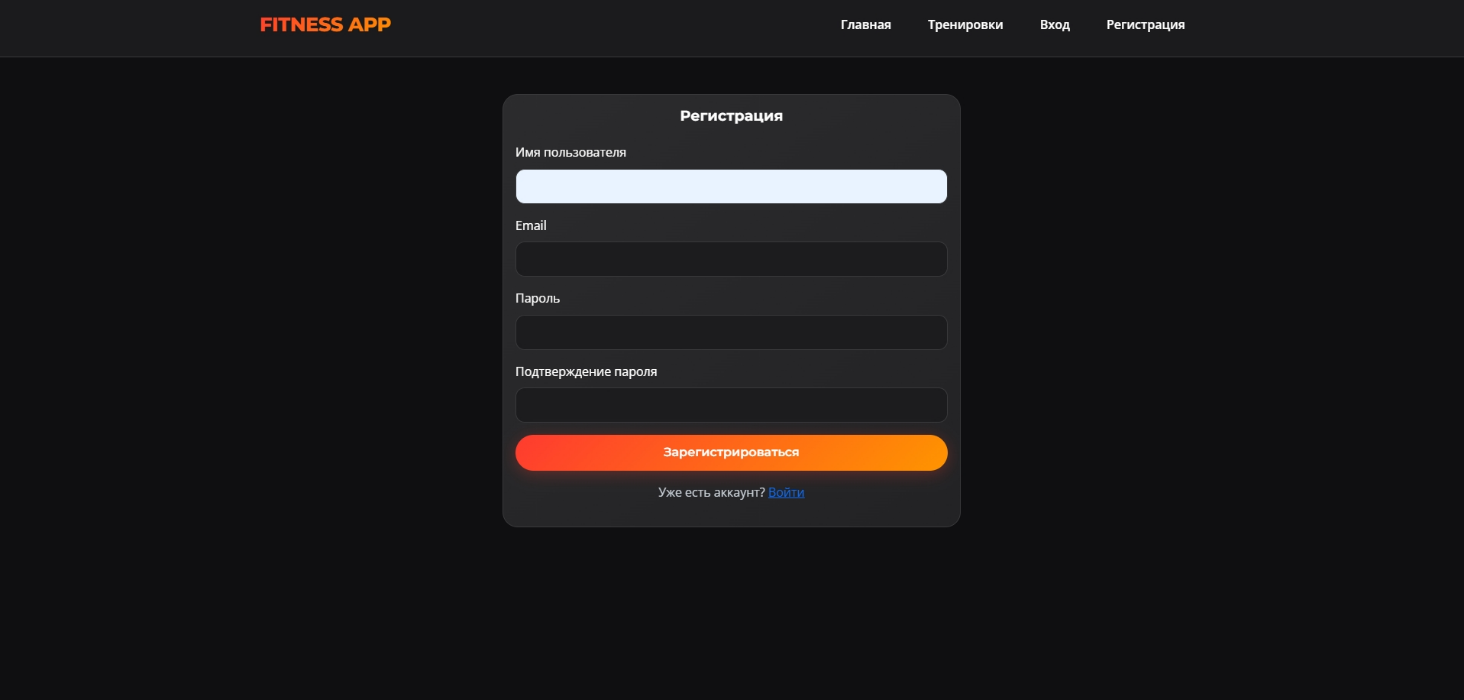 FITNESS APP
Главная Тренировки Вход Регистрация
Регистрация
Имя пользователя
Email
Пароль
Подтверждение пароля
Зарегистрироваться
Уже есть аккаунт? Войти